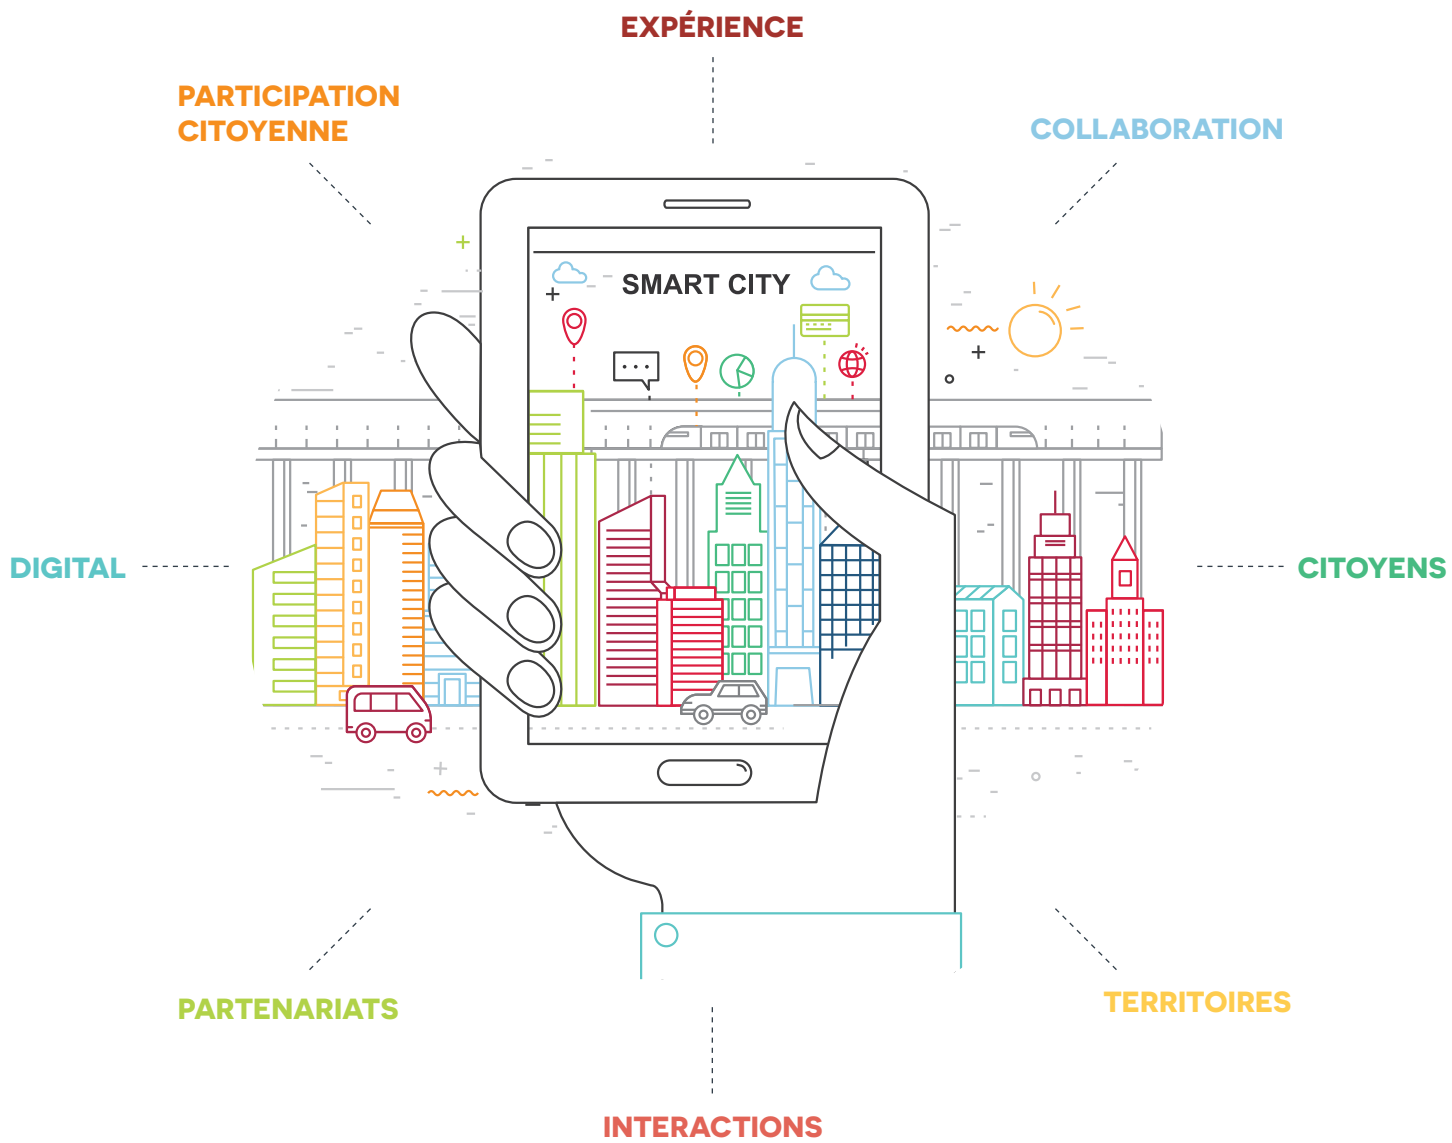 EXPÉRIENCE
PARTICIPATION
CITOYENNE
COLLABORATION
SMART CITY
DIGITAL
CITOYENS
PARTENARIATS
TERRITOIRES
INTERACTIONS